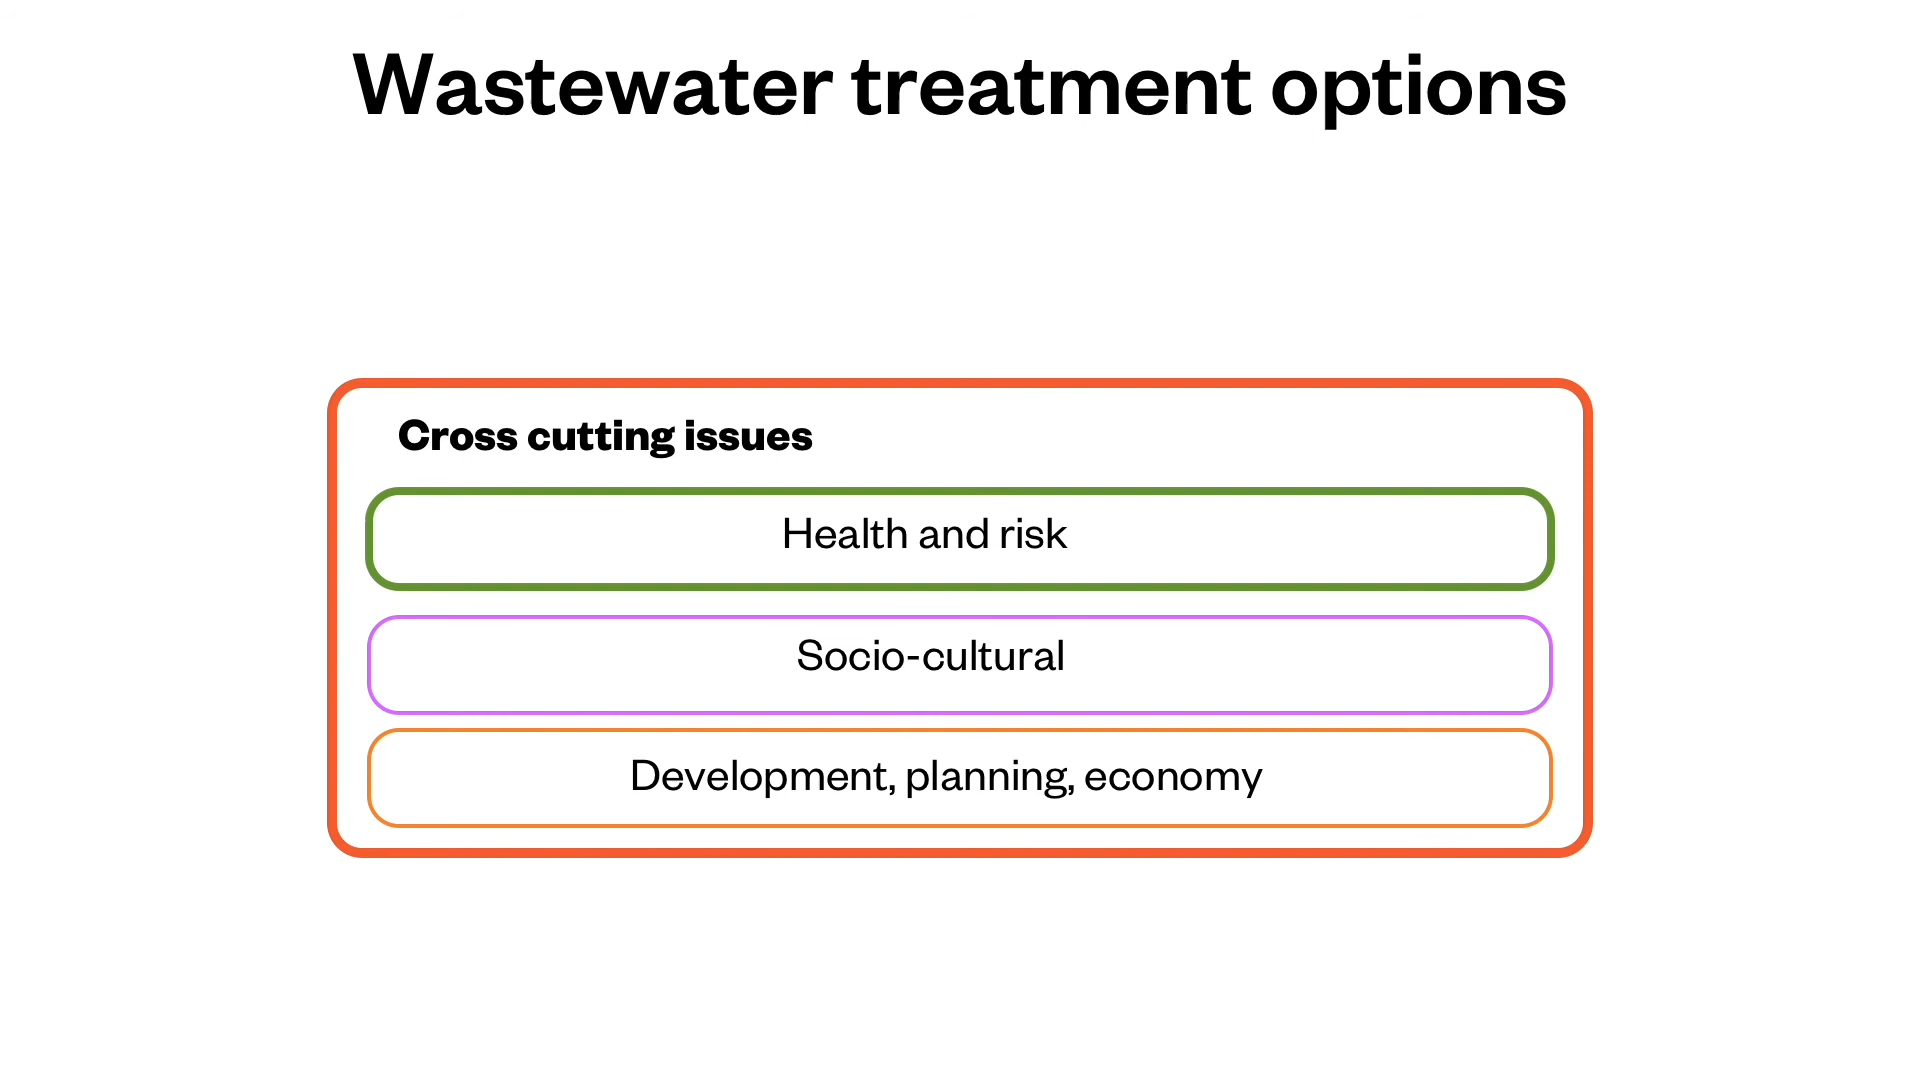 Wastewater treatment options
Cross cutting issues
Health and risk
Socio-cultural
Development, planning, economy